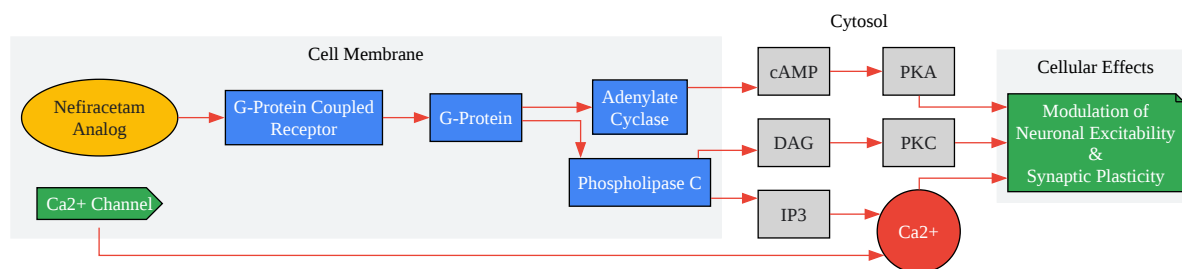 Cytosol
Cell Membrane
Cellular Effects
Nefiracetam
Analog
G-Protein Coupled
Receptor
G-Protein
Adenylate
Cyclase
Phospholipase C
Ca2+ Channel
cAMP
PKA
DAG
PKC
IP3
Ca2+
Modulation of
Neuronal Excitability
&
Synaptic Plasticity